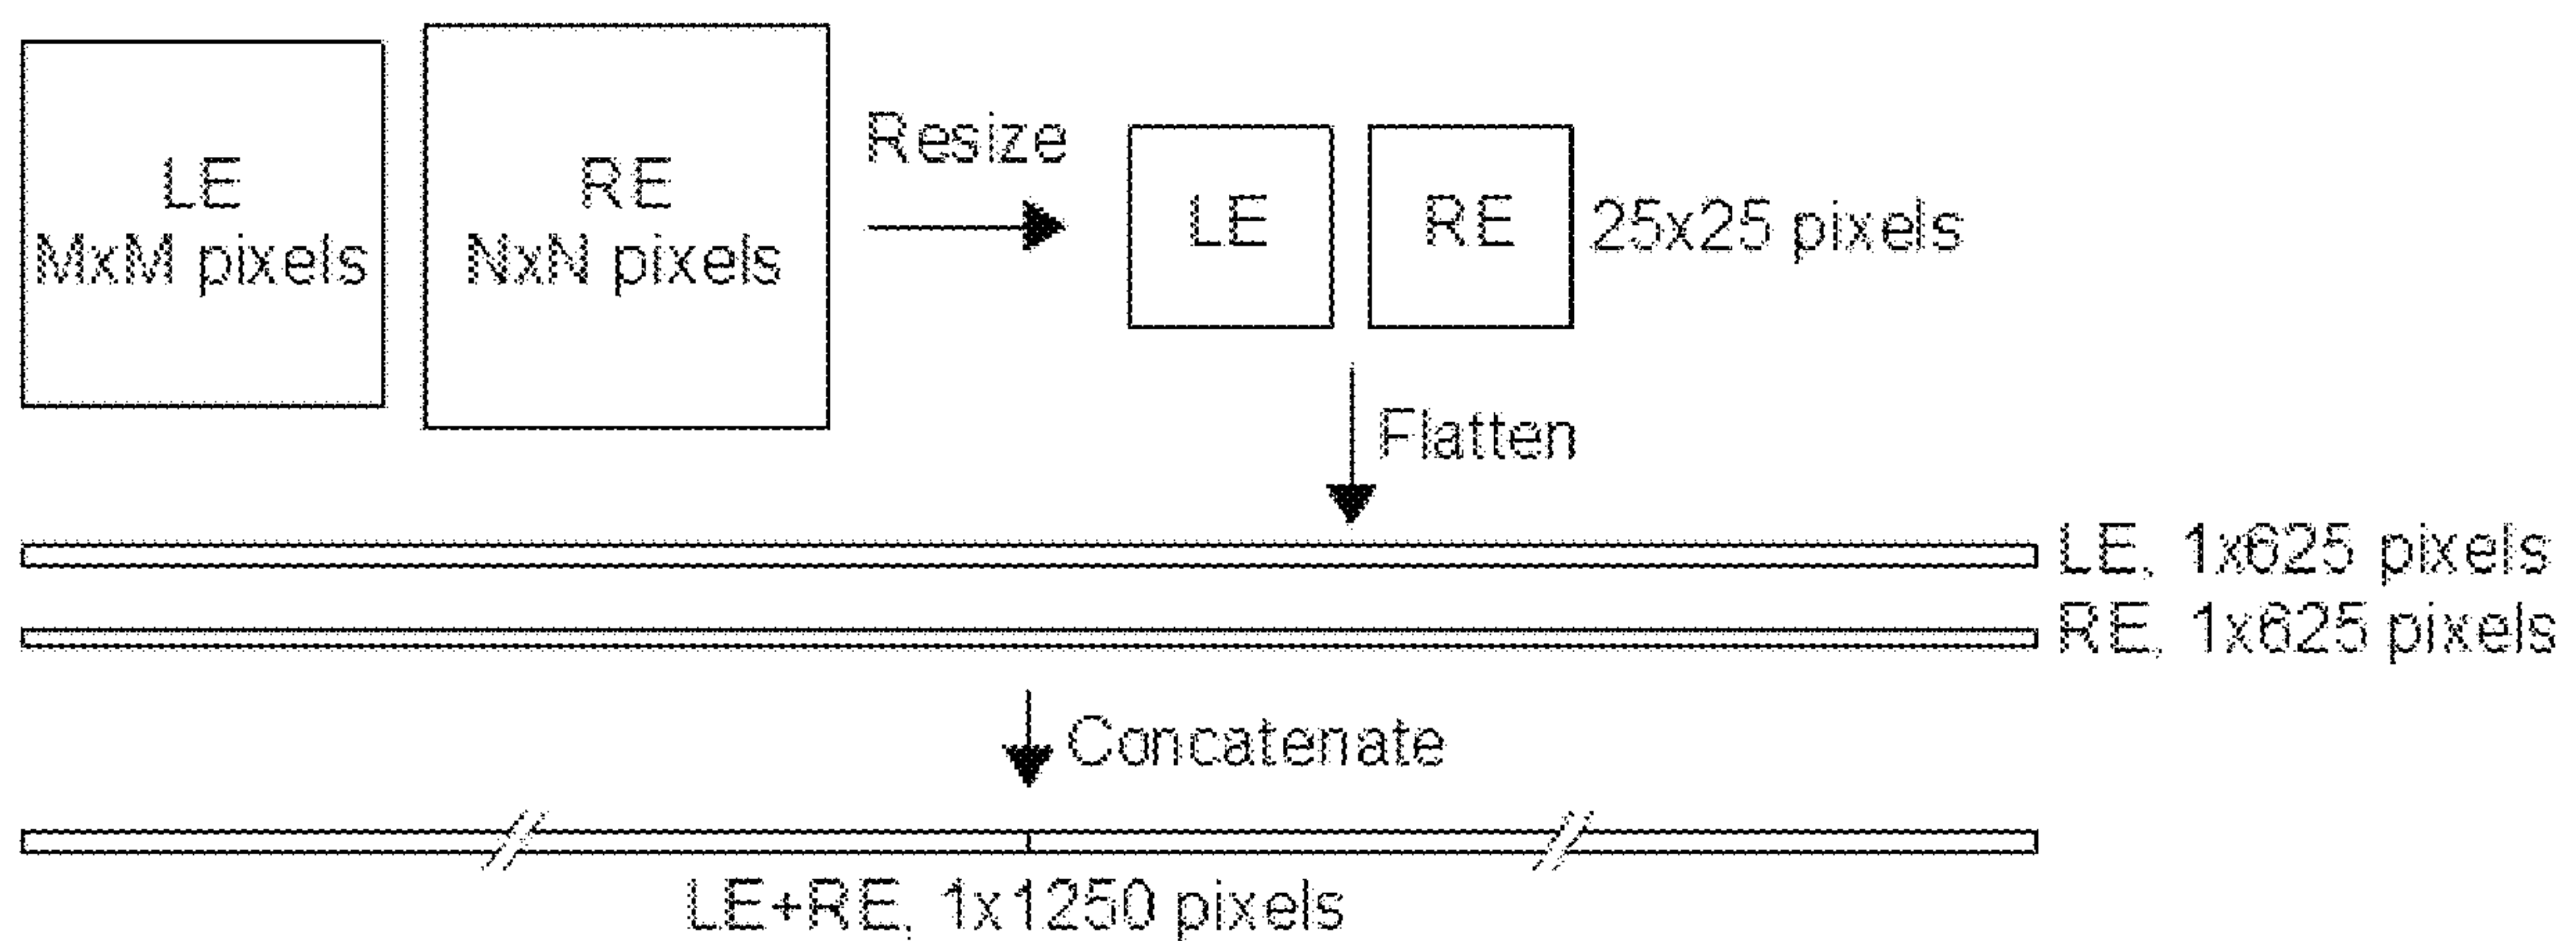 LE
MxM pixels
RE
NxN pixels
Resize
LE
RE
25x25 pixels
Flatten
LE, 1x625 pixels
RE, 1x625 pixels
Concatenate
LE+RE, 1x1250 pixels